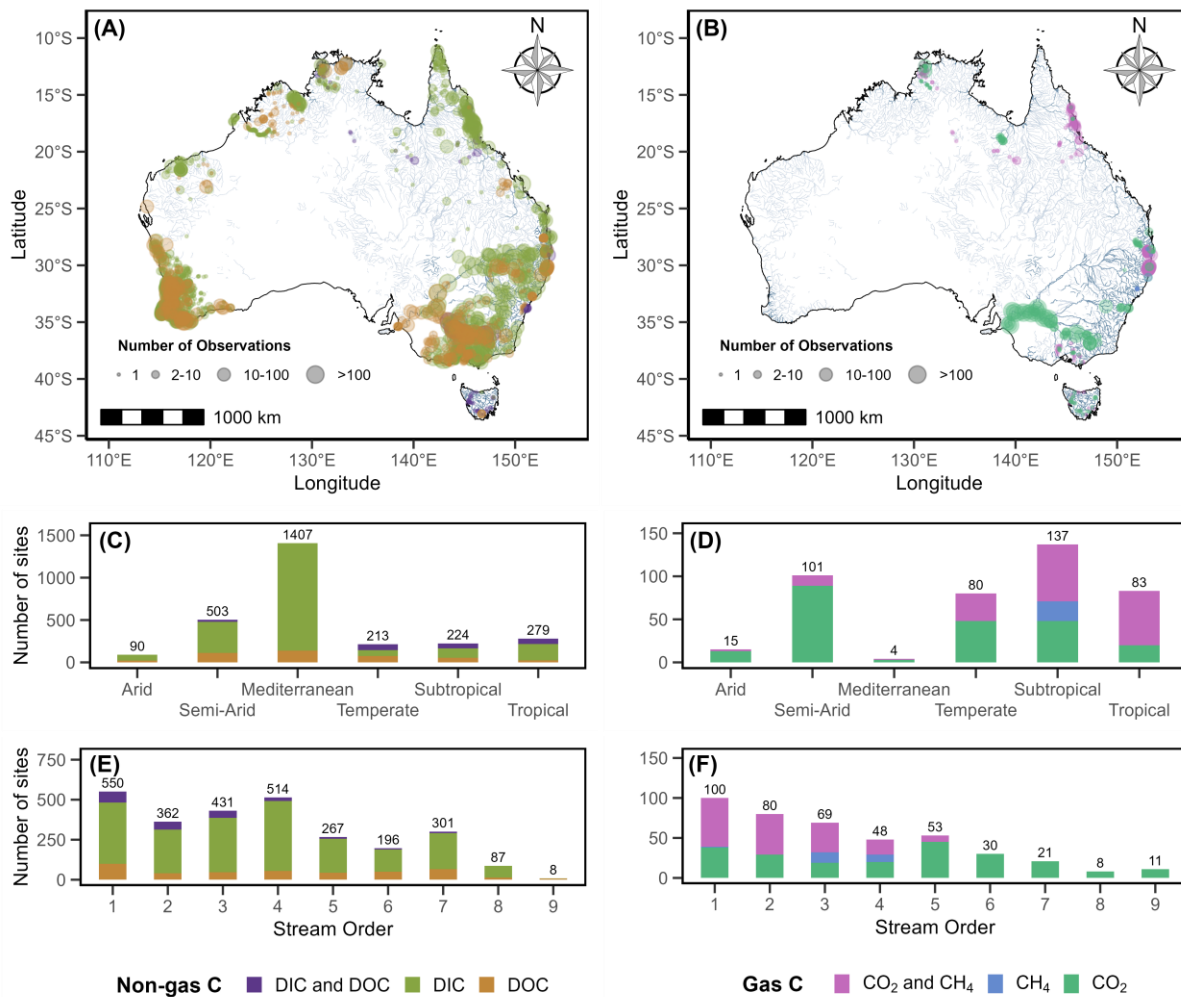 (A)
N
10°S
15°S
20°S
25°S
30°S
35°S
40°S
45°S
Latitude
Number of Observations
1 2-10 10-100 >100
1000 km
110°E 120°E 130°E 140°E 150°E
Longitude
(B)
N
10°S
15°S
20°S
25°S
30°S
35°S
40°S
45°S
Latitude
Number of Observations
1 2-10 10-100 >100
1000 km
110°E 120°E 130°E 140°E 150°E
Longitude
(C)
Number of sites
1500
1000
500
0
90 503 1407 213 224 279
Arid Mediterranean Subtropical
Semi-Arid Temperate Tropical
(D)
150
100
50
0
15 101 4 80 137 83
Arid Mediterranean Subtropical
Semi-Arid Temperate Tropical
(E)
Number of sites
750
500
250
0
550 362 431 514 267 196 301 87 8
1 2 3 4 5 6 7 8 9
Stream Order
(F)
150
100
50
0
100 80 69 48 53 30 21 8 11
1 2 3 4 5 6 7 8 9
Stream Order
Non-gas C DIC and DOC DIC DOC
Gas C CO₂ and CH₄ CH₄ CO₂